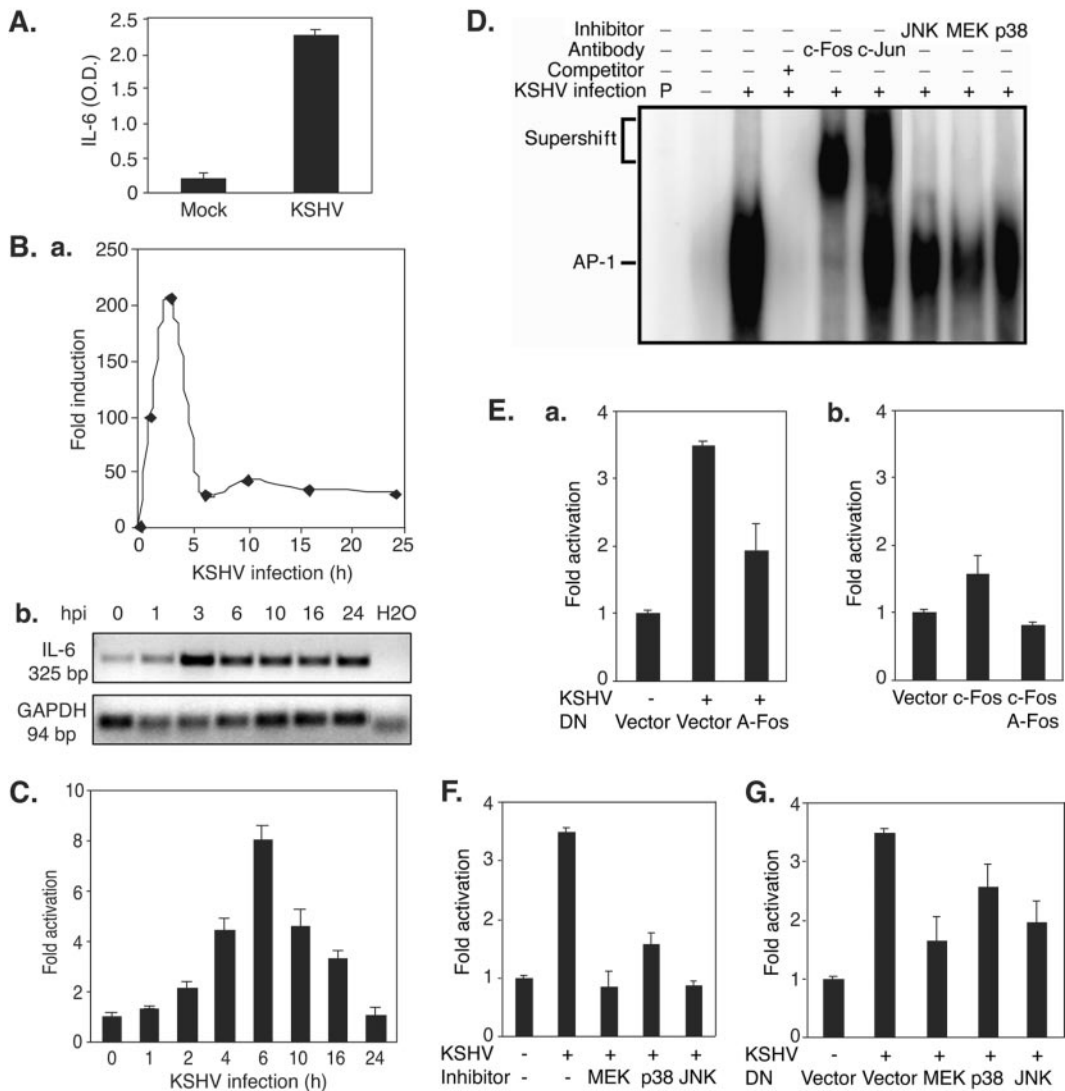 A.
IL-6 (O.D.)
2.5
2.0
1.5
1.0
0.5
0
Mock KSHV
B. a.
Fold induction
250
200
150
100
50
0
0 5 10 15 20 25
KSHV infection (h)
b. hpi 0 1 3 6 10 16 24 H2O
IL-6
325 bp
GAPDH
94 bp
C.
Fold activation
10
8
6
4
2
0
0 1 2 4 6 10 16 24
KSHV infection (h)
D.
Inhibitor – – – – – – JNK MEK p38
Antibody – – – – c-Fos c-Jun – – –
Competitor – – – + – – – – –
KSHV infection P – + + + + + + +
Supershift
AP-1
E. a.
Fold activation
4
3
2
1
0
KSHV - + +
DN Vector Vector A-Fos
b.
Fold activation
4
3
2
1
0
Vector c-Fos c-Fos
A-Fos
F.
Fold activation
4
3
2
1
0
KSHV - + + + +
Inhibitor - - MEK p38 JNK
G.
Fold activation
4
3
2
1
0
KSHV - + + + +
DN Vector Vector MEK p38 JNK